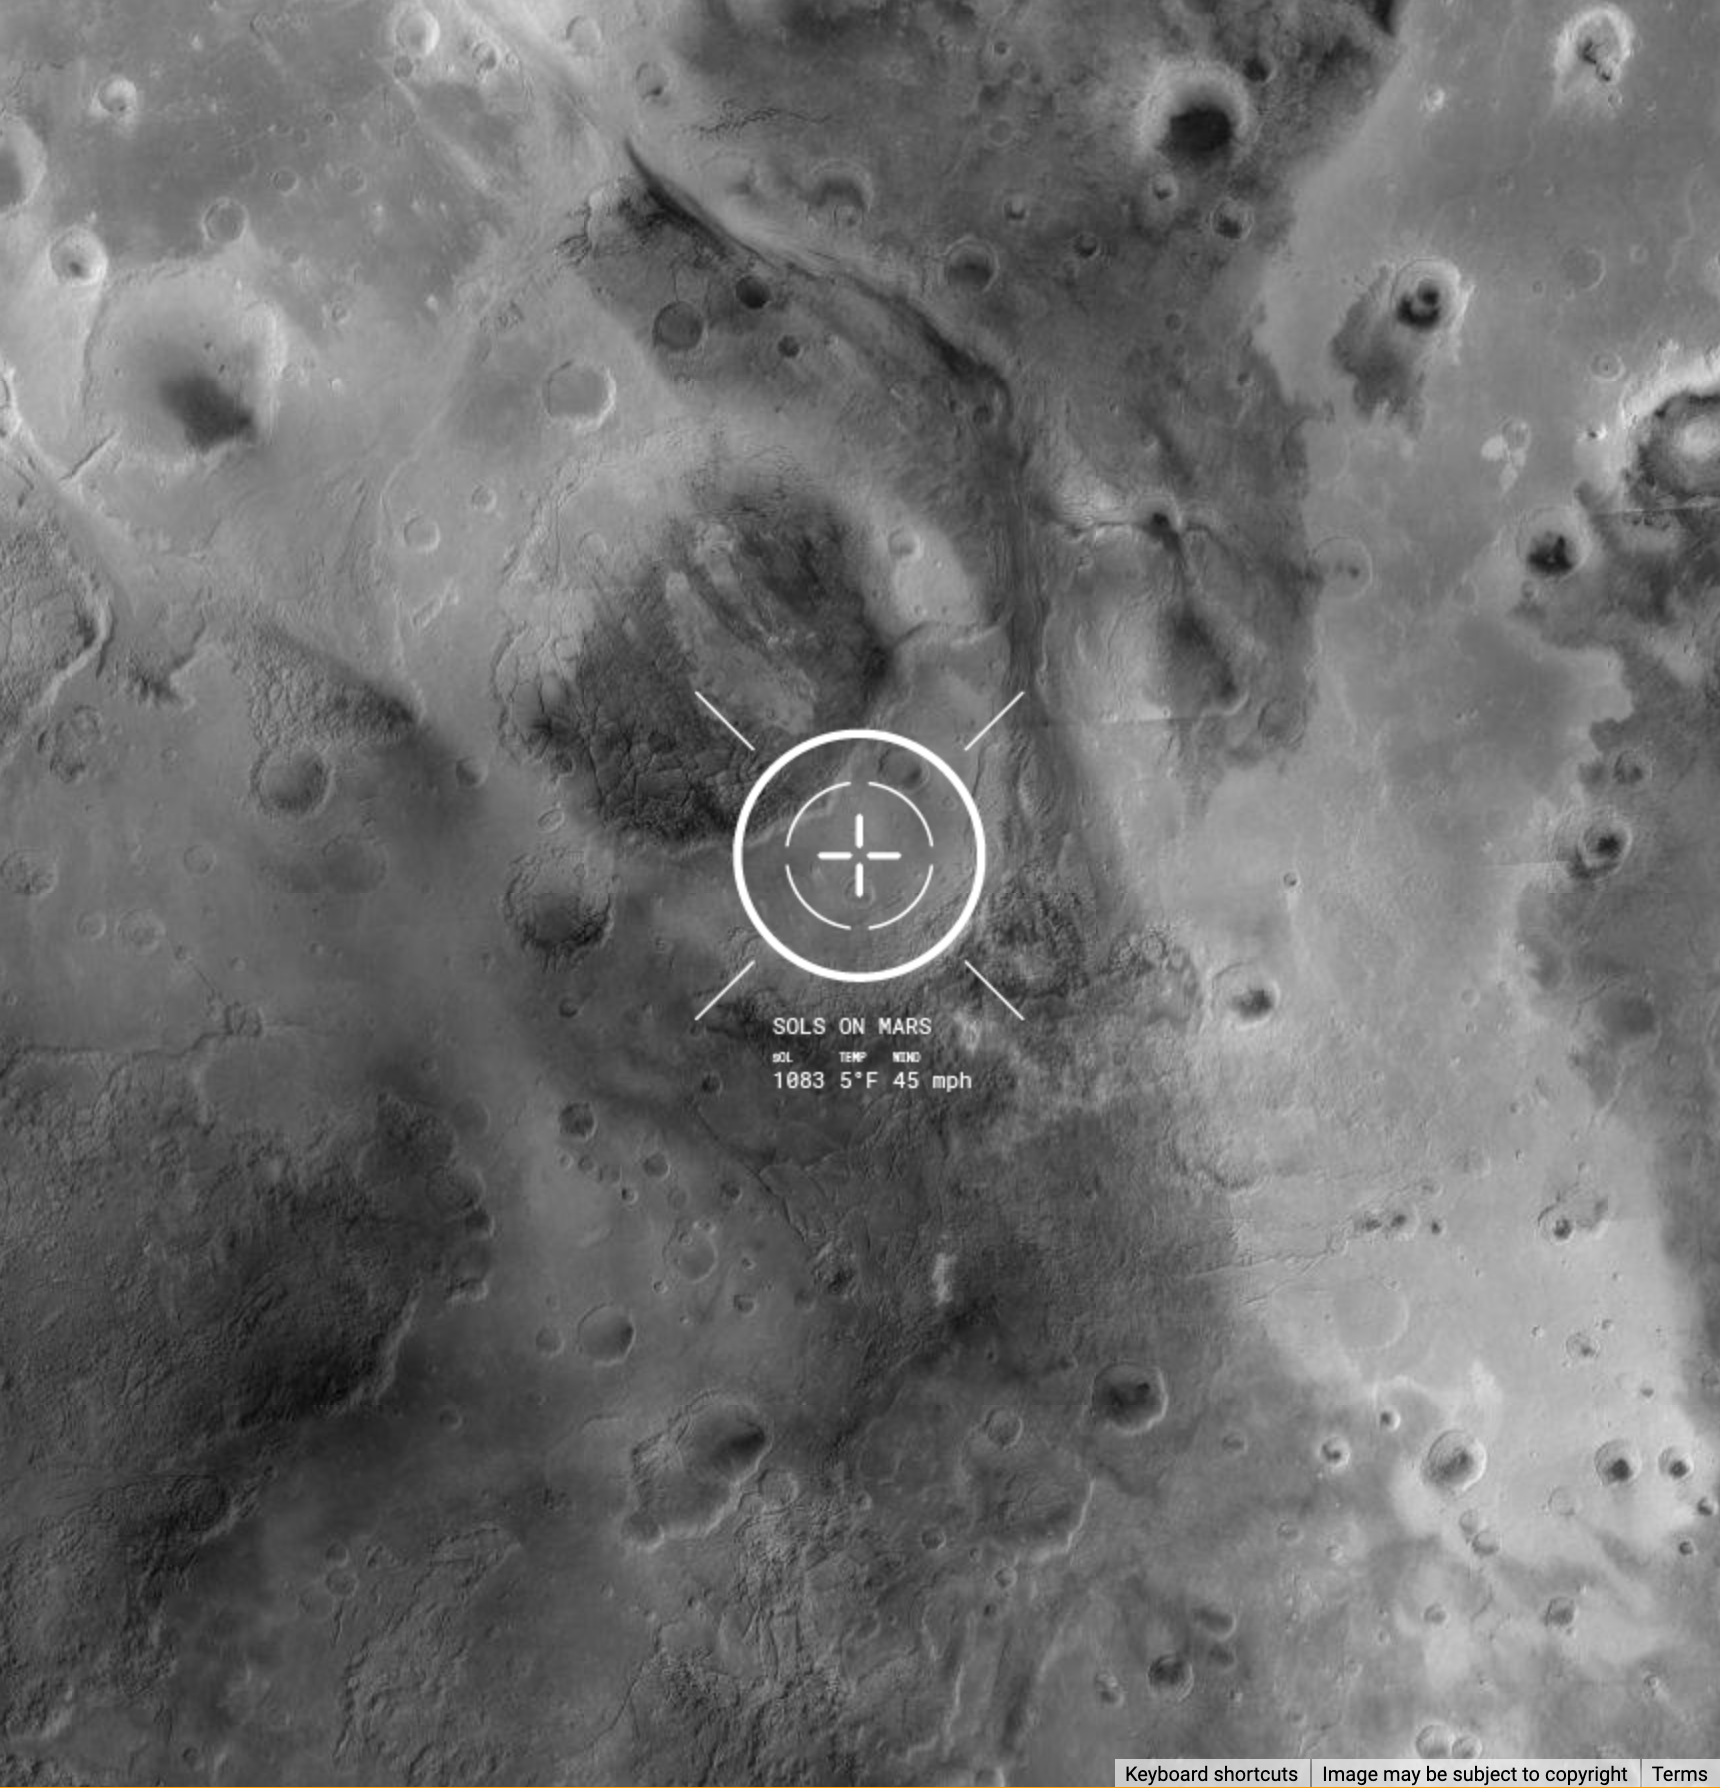 SOLS ON MARS
SOL TEMP WIND
1083 5°F 45 mph
Keyboard shortcuts Image may be subject to copyright Terms